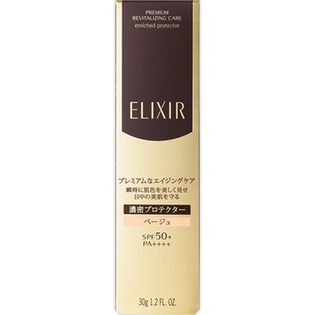 PREMIUM
REVITALIZING CARE
enriched protector
ELIXIR
プレミアムなエイジングケア
瞬時に肌色を美しく見せ
日中の美肌を守る
濃密プロテクター
ベージュ
SPF50+
PA++++
30g 1.2 FL. OZ.